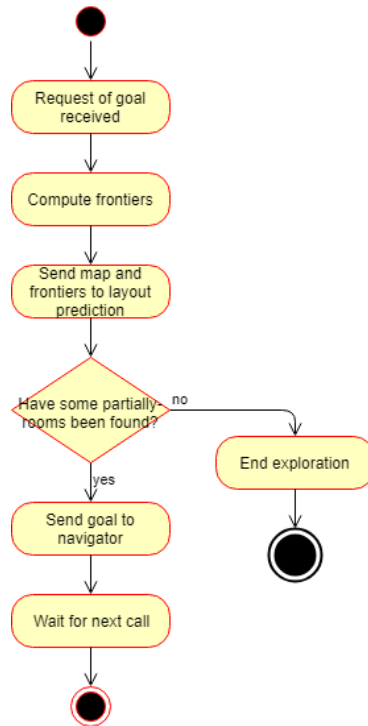 Request of goal
received
Compute frontiers
Send map and
frontiers to layout
prediction
Have some partially-
rooms been found?
no
yes
End exploration
Send goal to
navigator
Wait for next call